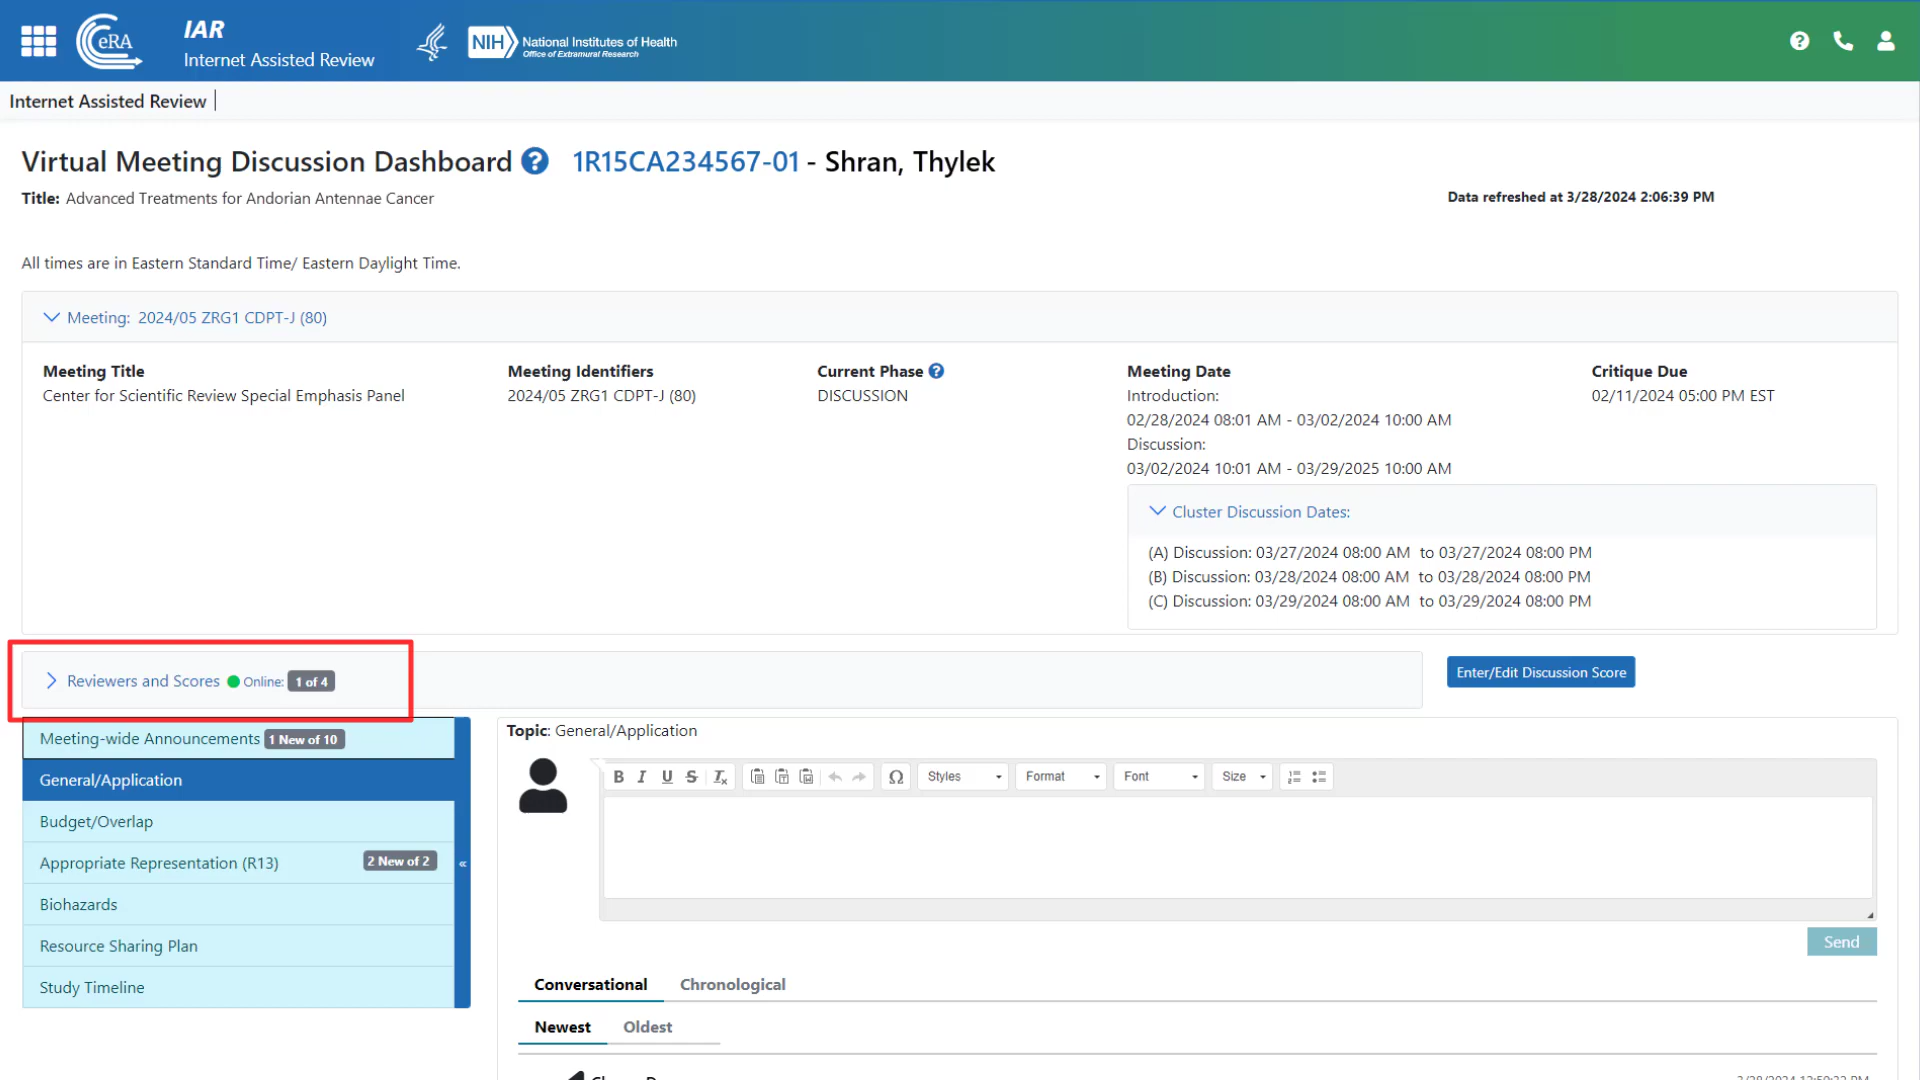 eRA
IAR
Internet Assisted Review
NIH
National Institutes of Health
Office of Extramural Research
Internet Assisted Review
Virtual Meeting Discussion Dashboard ? 1R15CA234567-01 - Shran, Thylek
Title: Advanced Treatments for Andorian Antennae Cancer
Data refreshed at 3/28/2024 2:06:39 PM
All times are in Eastern Standard Time/ Eastern Daylight Time.
Meeting: 2024/05 ZRG1 CDPT-J (80)
Meeting Title
Center for Scientific Review Special Emphasis Panel
Meeting Identifiers
2024/05 ZRG1 CDPT-J (80)
Current Phase ?
DISCUSSION
Meeting Date
Introduction:
02/28/2024 08:01 AM - 03/02/2024 10:00 AM
Discussion:
03/02/2024 10:01 AM - 03/29/2025 10:00 AM
Critique Due
02/11/2024 05:00 PM EST
Cluster Discussion Dates:
(A) Discussion: 03/27/2024 08:00 AM to 03/27/2024 08:00 PM
(B) Discussion: 03/28/2024 08:00 AM to 03/28/2024 08:00 PM
(C) Discussion: 03/29/2024 08:00 AM to 03/29/2024 08:00 PM
Reviewers and Scores Online: 1 of 4
Enter/Edit Discussion Score
Meeting-wide Announcements 1 New of 10
General/Application
Budget/Overlap
Appropriate Representation (R13) 2 New of 2
Biohazards
Resource Sharing Plan
Study Timeline
«
Topic: General/Application
B I U S Tx Ω Styles Format Font Size
Send
Conversational Chronological
Newest Oldest